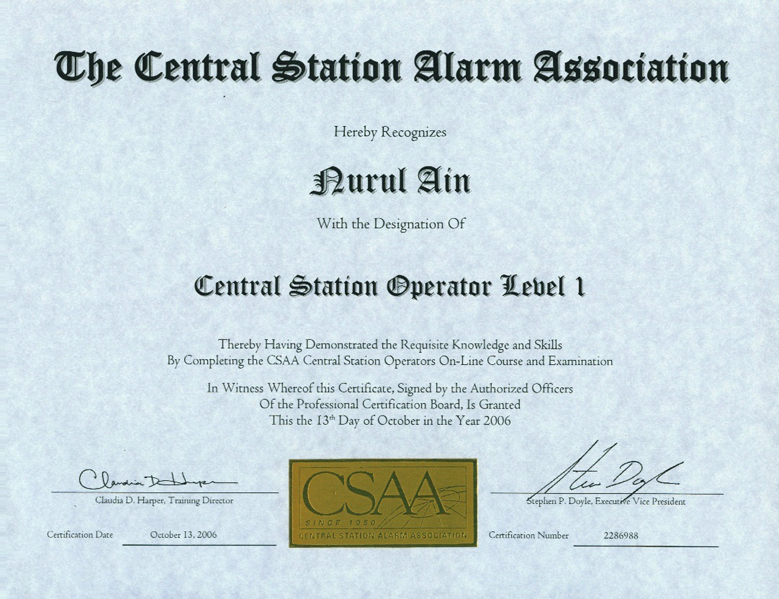 The Central Station Alarm Association
Hereby Recognizes
Nurul Ain
With the Designation Of
Central Station Operator Level 1
Thereby Having Demonstrated the Requisite Knowledge and Skills
By Completing the CSAA Central Station Operators On-Line Course and Examination
In Witness Whereof this Certificate, Signed by the Authorized Officers
Of the Professional Certification Board, Is Granted
This the 13th Day of October in the Year 2006
Claudia D. Harper
Claudia D. Harper, Training Director
Steve Doyle
Stephen P. Doyle, Executive Vice President
CSAA
SINCE 1950
CENTRAL STATION ALARM ASSOCIATION
Certification Date October 13, 2006
Certification Number 2286988